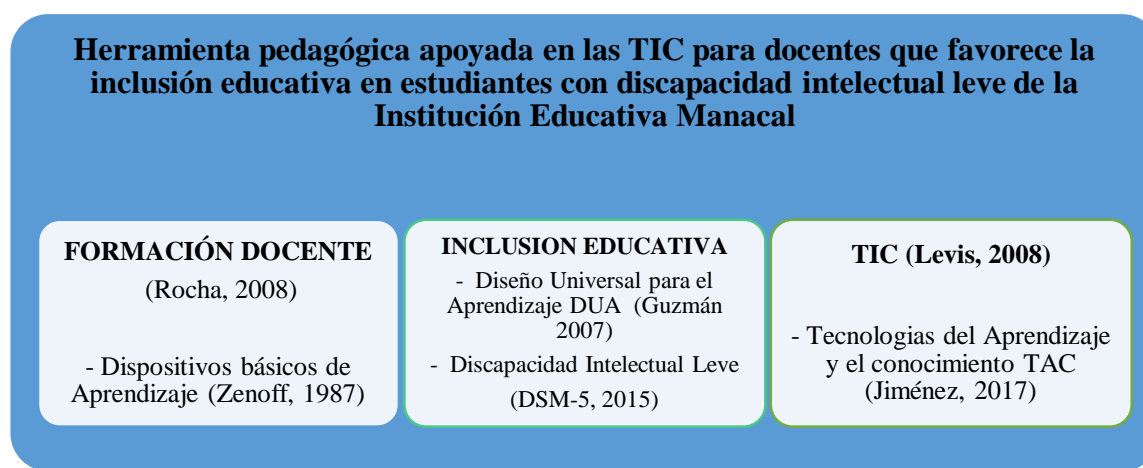 Herramienta pedagógica apoyada en las TIC para docentes que favorece la
inclusión educativa en estudiantes con discapacidad intelectual leve de la
Institución Educativa Manacal
FORMACIÓN DOCENTE
(Rocha, 2008)
- Dispositivos básicos de
Aprendizaje (Zenoff, 1987)
INCLUSION EDUCATIVA
- Diseño Universal para el
Aprendizaje DUA (Guzmán
2007)
- Discapacidad Intelectual Leve
(DSM-5, 2015)
TIC (Levis, 2008)
- Tecnologias del Aprendizaje
y el conocimiento TAC
(Jiménez, 2017)